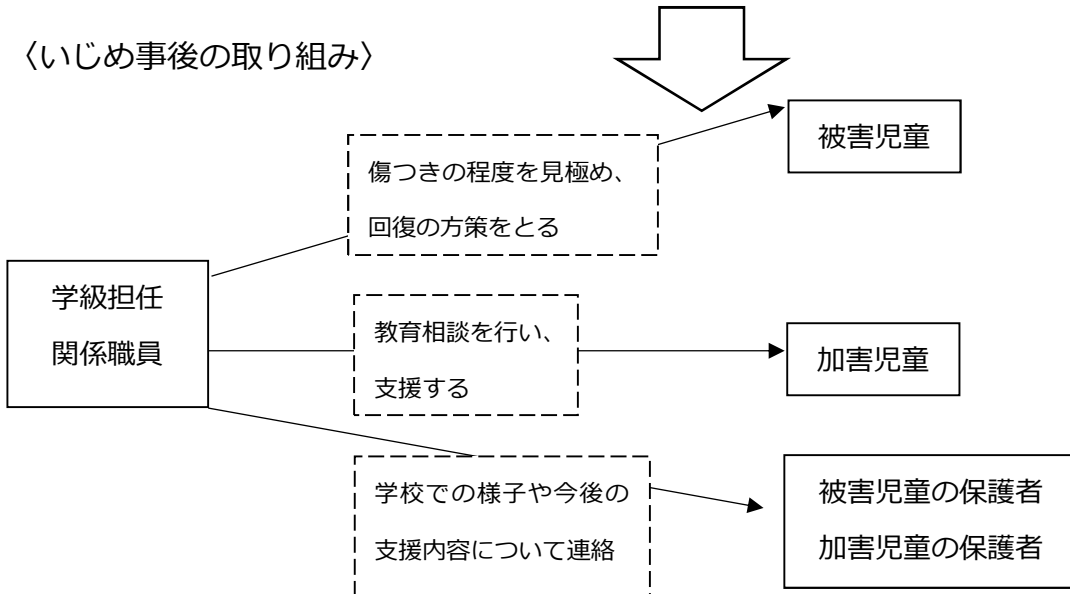 〈いじめ事後の取り組み〉
被害児童
傷つきの程度を見極め、
回復の方策をとる
学級担任
関係職員
教育相談を行い、
支援する
加害児童
学校での様子や今後の
支援内容について連絡
被害児童の保護者
加害児童の保護者